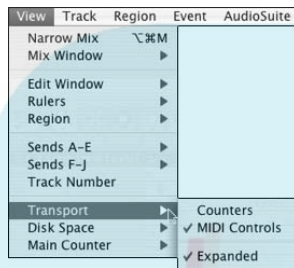 View Track Region Event AudioSuite
Narrow Mix ⌥⌘M
Mix Window
Edit Window
Rulers
Region
Sends A-E
Sends F-J
Track Number
Transport Counters
Disk Space ✓ MIDI Controls
Main Counter
✓ Expanded